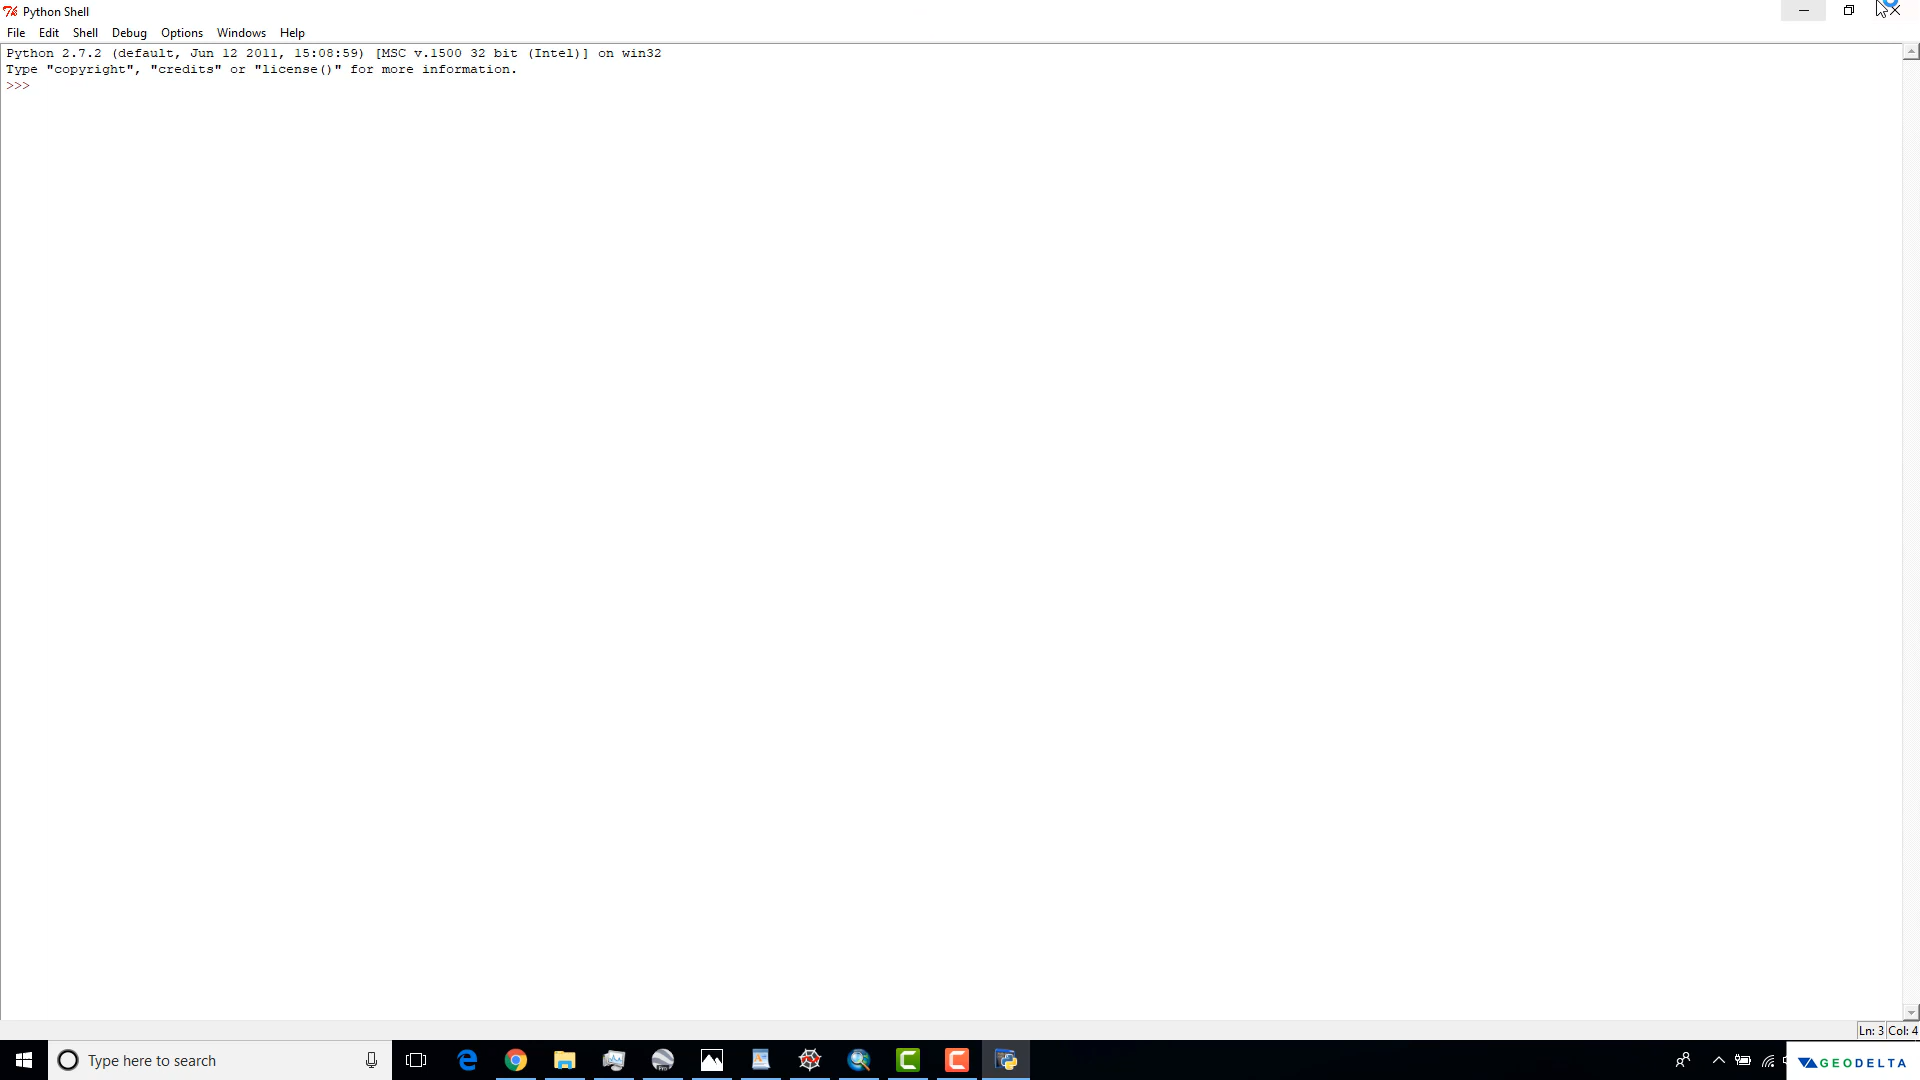 Python Shell
File Edit Shell Debug Options Windows Help
Python 2.7.2 (default, Jun 12 2011, 15:08:59) [MSC v.1500 32 bit (Intel)] on win32
Type "copyright", "credits" or "license()" for more information.
>>>
Ln: 3 Col: 4
Type here to search
GEODELTA